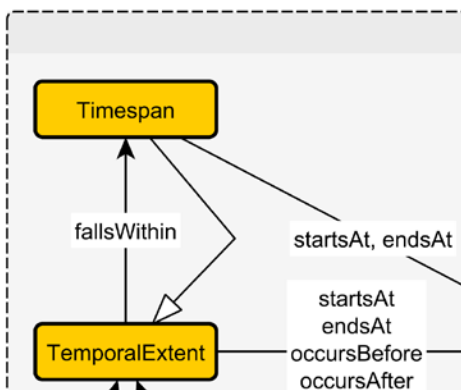 Timespan
fallsWithin
startsAt, endsAt
startsAt
endsAt
occursBefore
occursAfter
TemporalExtent